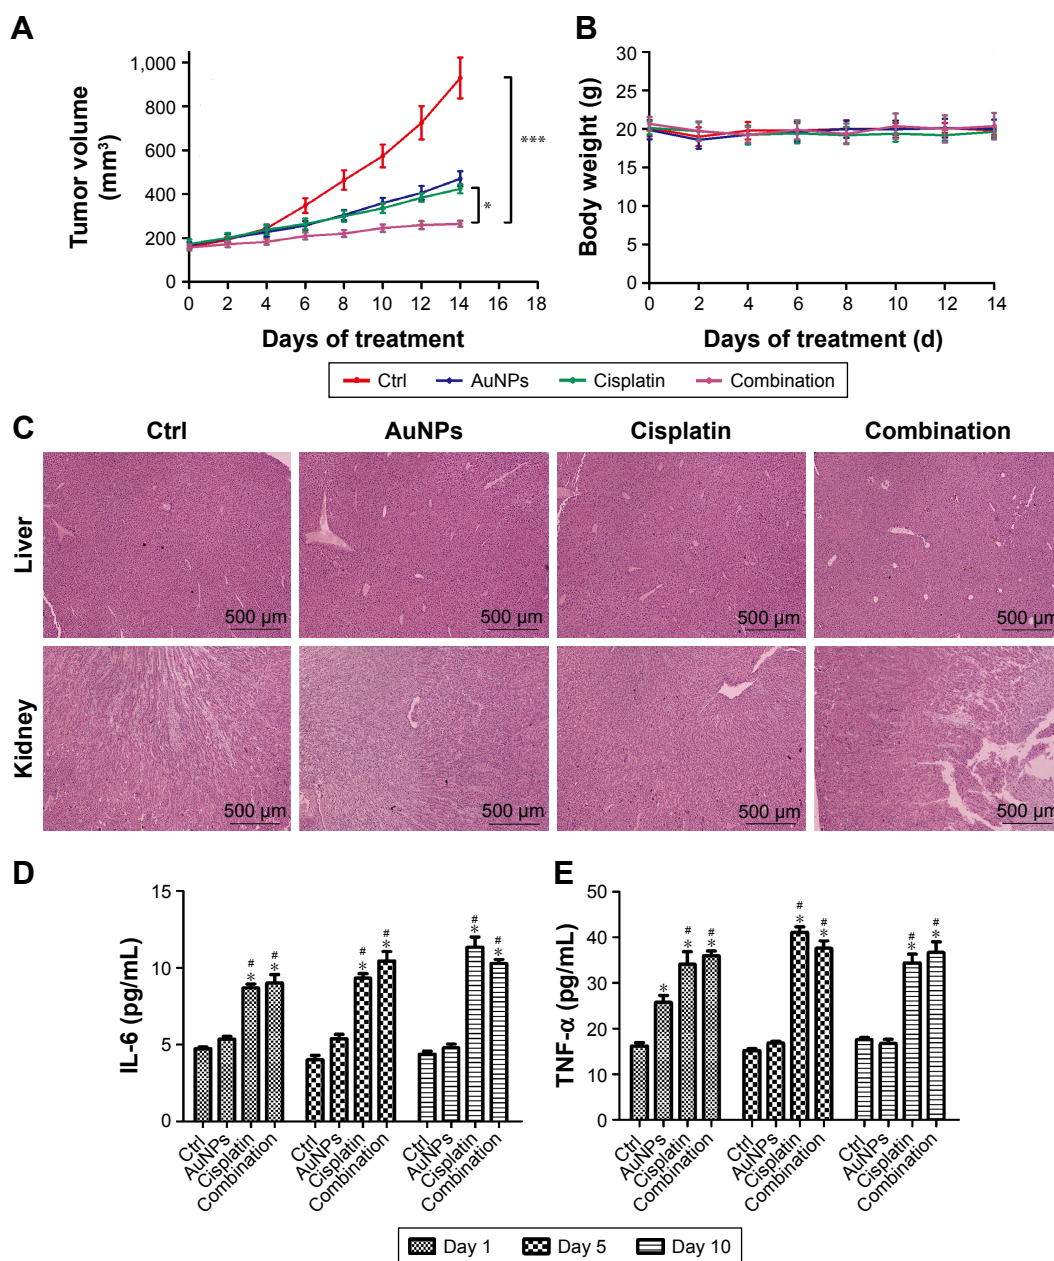 A
Tumor volume
(mm³)
1,000
800
600
400
200
0
0 2 4 6 8 10 12 14 16 18
Days of treatment
***
*
B
Body weight (g)
30
25
20
15
10
5
0
0 2 4 6 8 10 12 14
Days of treatment (d)
Ctrl AuNPs Cisplatin Combination
C
Ctrl AuNPs Cisplatin Combination
Liver
500 µm 500 µm 500 µm 500 µm
Kidney
500 µm 500 µm 500 µm 500 µm
D
IL-6 (pg/mL)
15
10
5
0
# * # * # * # * # * # *
Ctrl AuNPs Cisplatin Combination Ctrl AuNPs Cisplatin Combination Ctrl AuNPs Cisplatin Combination
E
TNF-α (pg/mL)
50
40
30
20
10
0
* # * # * # * # * # * # *
Ctrl AuNPs Cisplatin Combination Ctrl AuNPs Cisplatin Combination Ctrl AuNPs Cisplatin Combination
Day 1 Day 5 Day 10